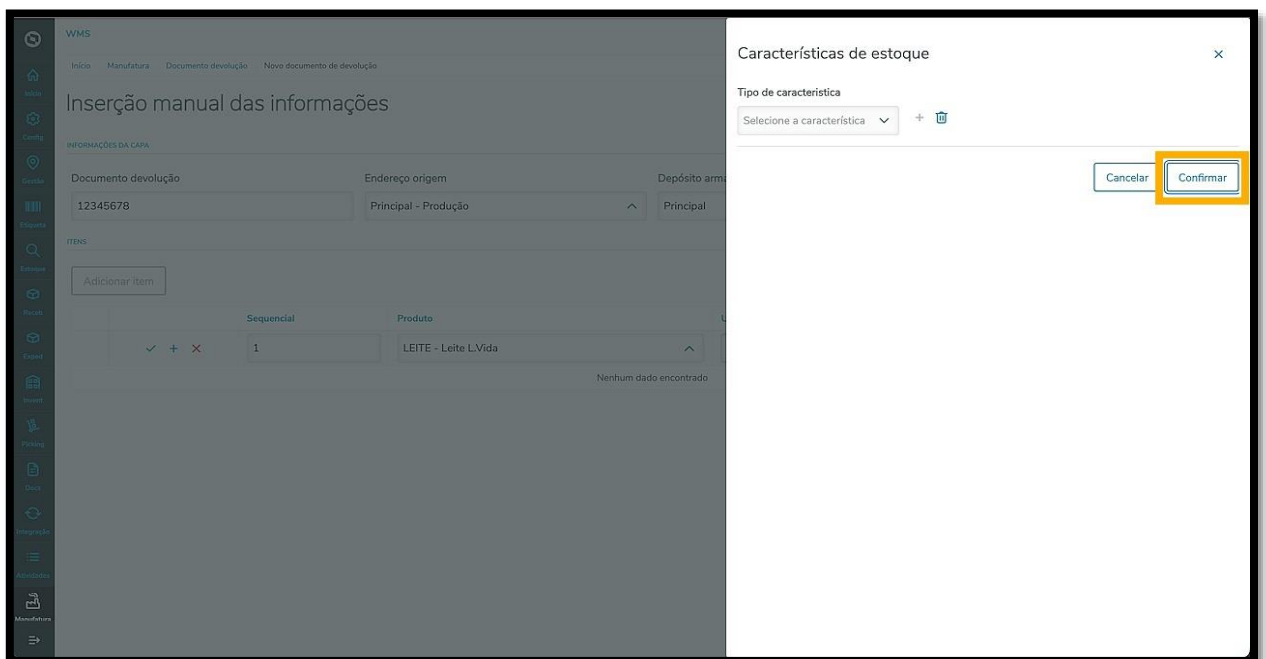 WMS
Início Manufatura Documento devolução Novo documento de devolução
Inserção manual das informações
INFORMAÇÕES DA CAPA
Documento devolução Endereço origem Depósito arma
12345678 Principal - Produção Principal
ITENS
Adicionar item
Sequencial Produto U
1 LEITE - Leite L.Vida
Nenhum dado encontrado
Início
Config
Gestão
Etiqueta
Estoque
Receb
Exped
Invent
Picking
Docs
Integração
Atividades
Manufatura
Características de estoque
Tipo de característica
Selecione a característica
Cancelar Confirmar